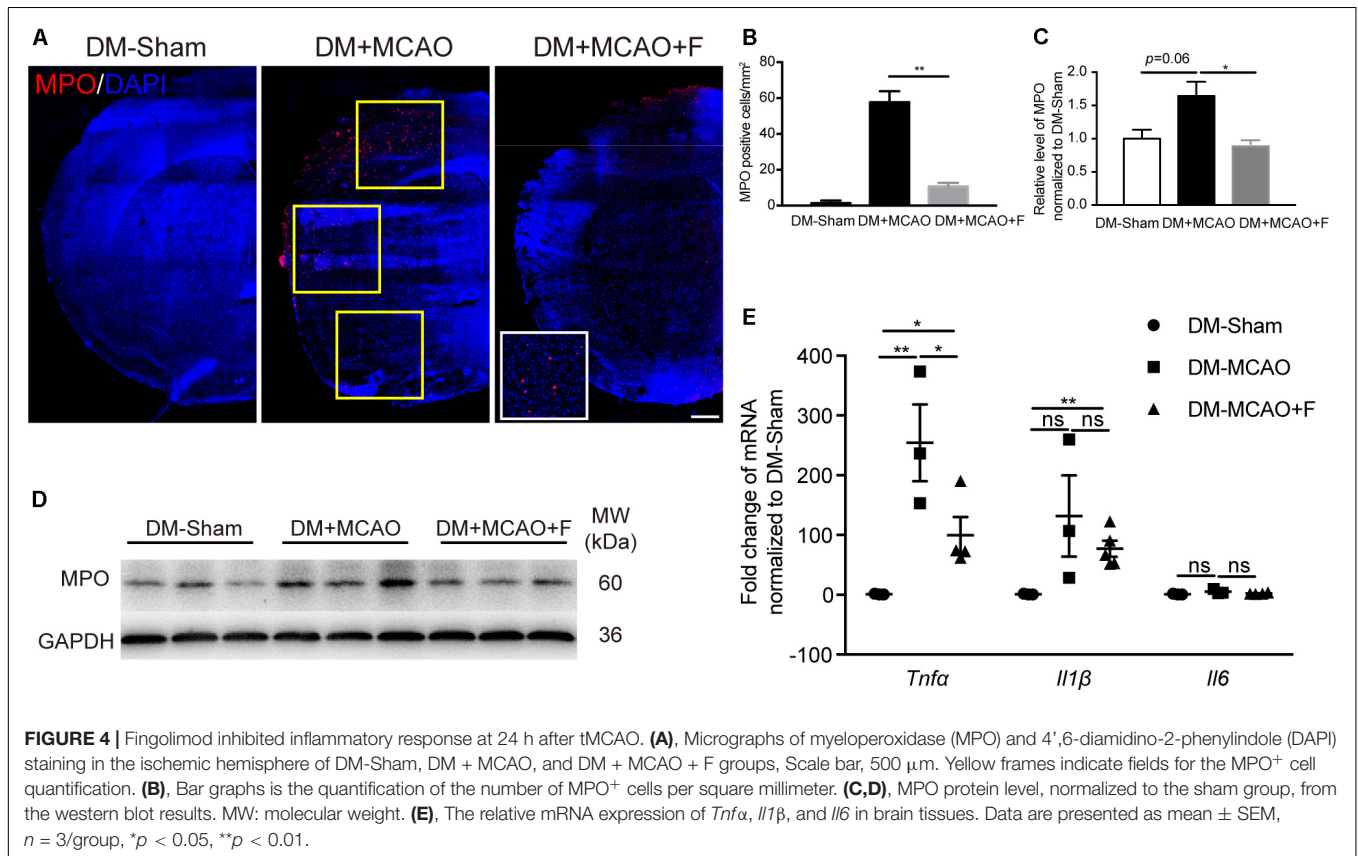 A
DM-Sham
DM+MCAO
DM+MCAO+F
MPO/DAPI
B
MPO positive cells/mm²
80
60
40
20
0
**
DM-Sham DM+MCAO DM+MCAO+F
C
Relative level of MPO
normalized to DM-Sham
2.0
1.5
1.0
0.5
0.0
p=0.06
*
DM-Sham DM+MCAO DM+MCAO+F
D
DM-Sham
DM+MCAO
DM+MCAO+F
MW
(kDa)
MPO
60
GAPDH
36
E
Fold change of mRNA
normalized to DM-Sham
400
300
200
100
0
-100
*
** *
**
ns ns
ns ns
Tnfα
Il1β
Il6
DM-Sham
DM-MCAO
DM-MCAO+F
FIGURE 4 | Fingolimod inhibited inflammatory response at 24 h after tMCAO. (A), Micrographs of myeloperoxidase (MPO) and 4',6-diamidino-2-phenylindole (DAPI)
staining in the ischemic hemisphere of DM-Sham, DM + MCAO, and DM + MCAO + F groups, Scale bar, 500 μm. Yellow frames indicate fields for the MPO⁺ cell
quantification. (B), Bar graphs is the quantification of the number of MPO⁺ cells per square millimeter. (C,D), MPO protein level, normalized to the sham group, from
the western blot results. MW: molecular weight. (E), The relative mRNA expression of Tnfα, Il1β, and Il6 in brain tissues. Data are presented as mean ± SEM,
n = 3/group, *p < 0.05, **p < 0.01.